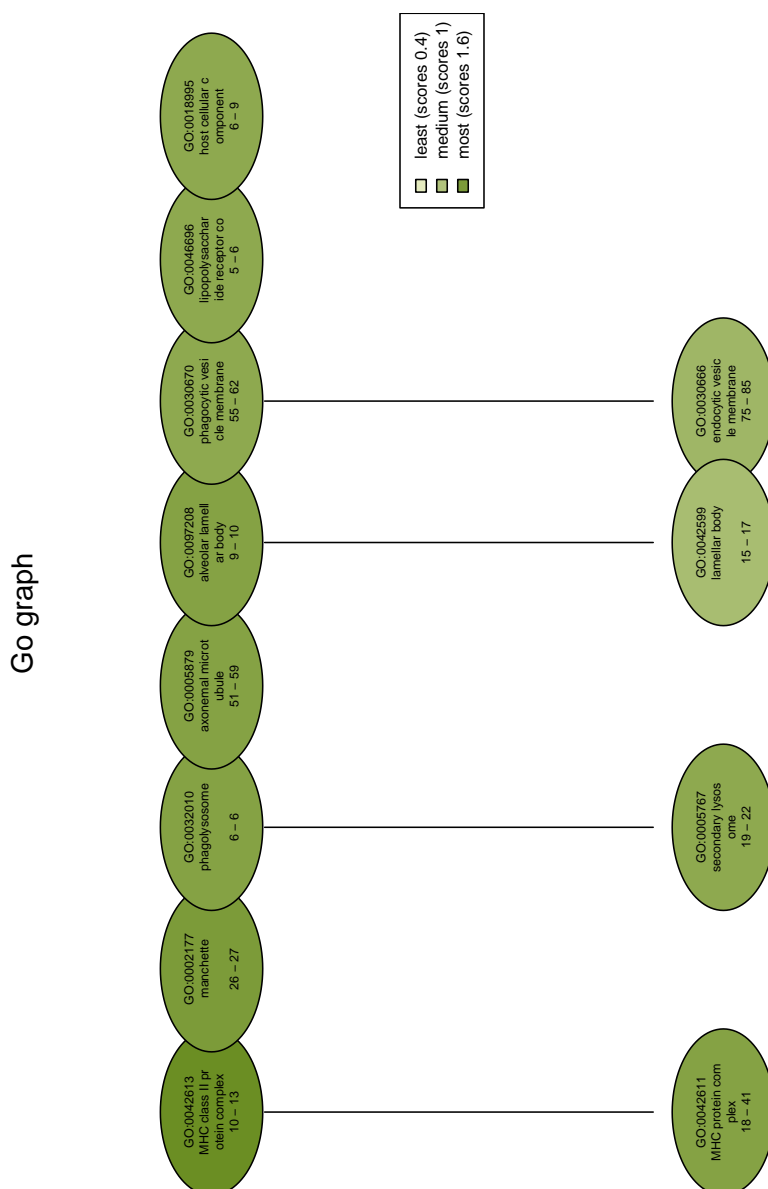 Go graph
GO:0042613
MHC class II pr
otein complex
10 − 13
GO:0002177
manchette
26 − 27
GO:0032010
phagolysosome
6 − 6
GO:0005879
axonemal microt
ubule
51 − 59
GO:0097208
alveolar lamell
ar body
9 − 10
GO:0030670
phagocytic vesi
cle membrane
55 − 62
GO:0046696
lipopolysacchar
ide receptor co
5 − 6
GO:0018995
host cellular c
omponent
6 − 9
least (scores 0.4)
medium (scores 1)
most (scores 1.6)
GO:0042611
MHC protein com
plex
18 − 41
GO:0005767
secondary lysos
ome
19 − 22
GO:0042599
lamellar body
15 − 17
GO:0030666
endocytic vesic
le membrane
75 − 85